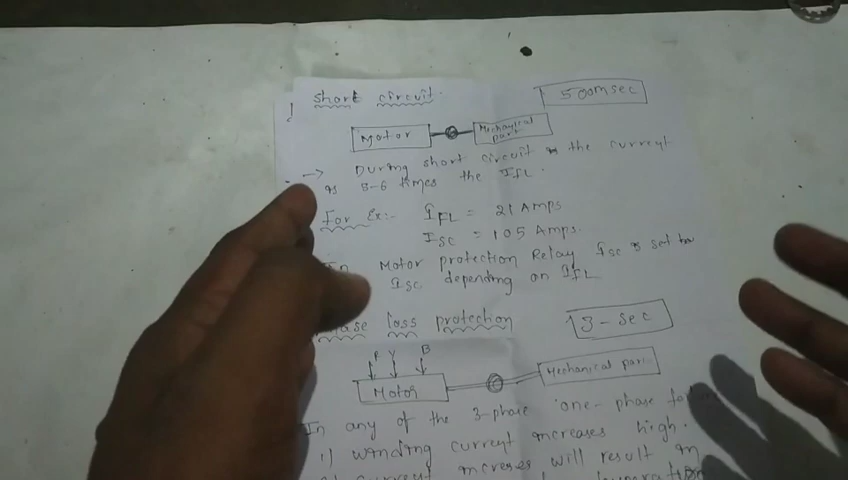 short circuit.
500msec
Motor
Mechanical part
→ During short circuit the current
is 5-6 times the IFL.
For Ex:- IFL = 21 Amps
ISC = 105 Amps.
In Motor protection Relay ISC is set
ISC depending on IFL
loss protection
3-sec
R Y B
Motor
Mechanical part
In any of the 3-phase one-phase
1) winding current increases high.
current increses will result in